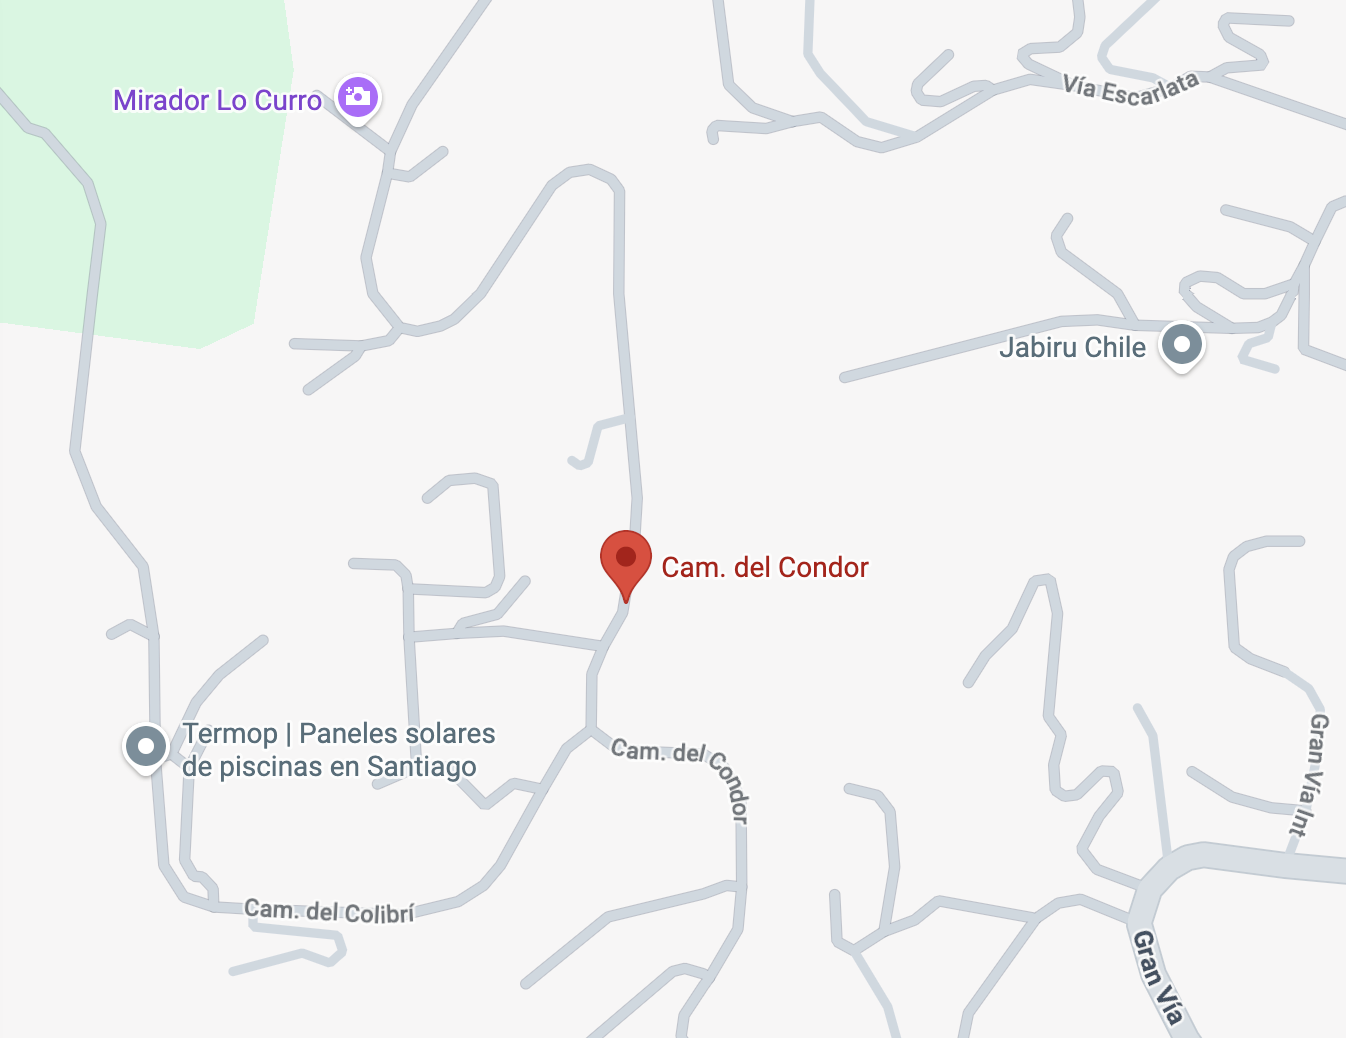 Vía Escarlata
Mirador Lo Curro
Jabiru Chile
Cam. del Condor
Termop | Paneles solares
de piscinas en Santiago
Cam. del Condor
Gran Vía Int
Cam. del Colibrí
Gran Vía